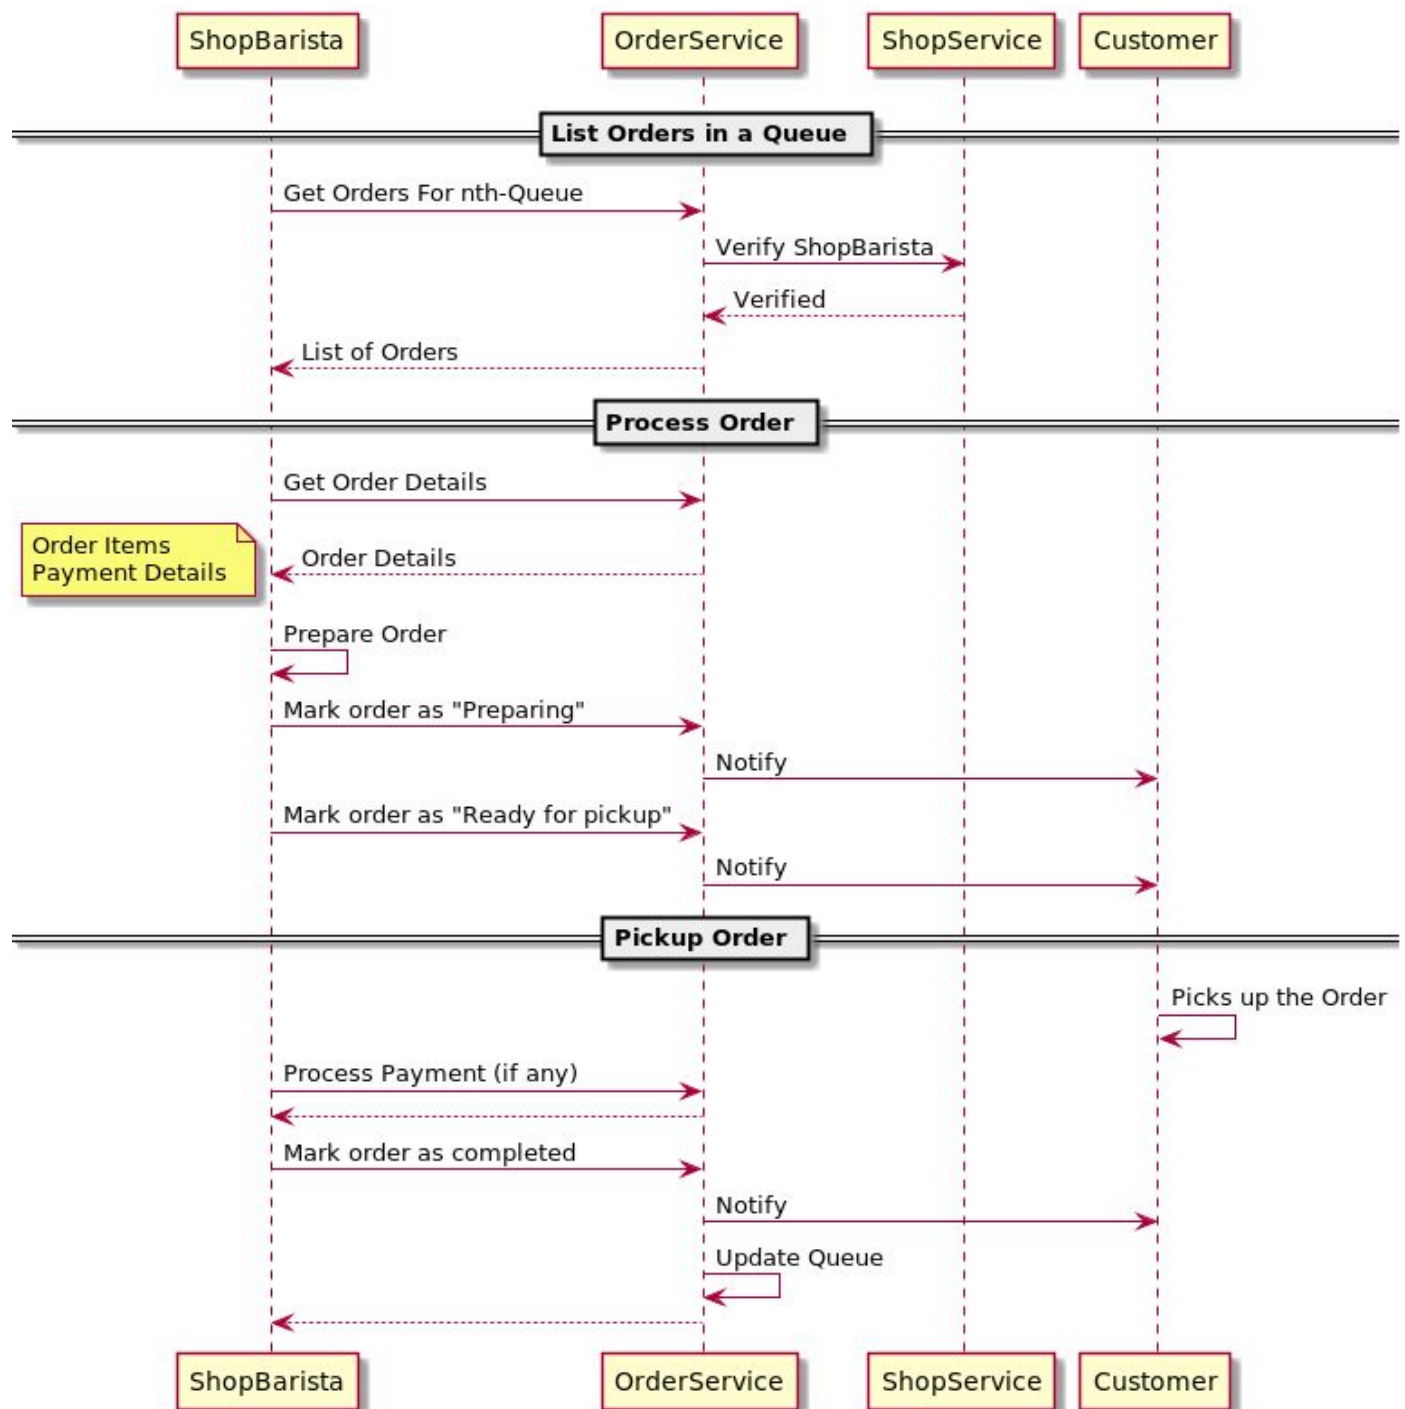 ShopBarista
OrderService
ShopService
Customer
List Orders in a Queue
Get Orders For nth-Queue
Verify ShopBarista
Verified
List of Orders
Process Order
Get Order Details
Order Items
Payment Details
Order Details
Prepare Order
Mark order as "Preparing"
Notify
Mark order as "Ready for pickup"
Notify
Pickup Order
Picks up the Order
Process Payment (if any)
Mark order as completed
Notify
Update Queue
ShopBarista
OrderService
ShopService
Customer